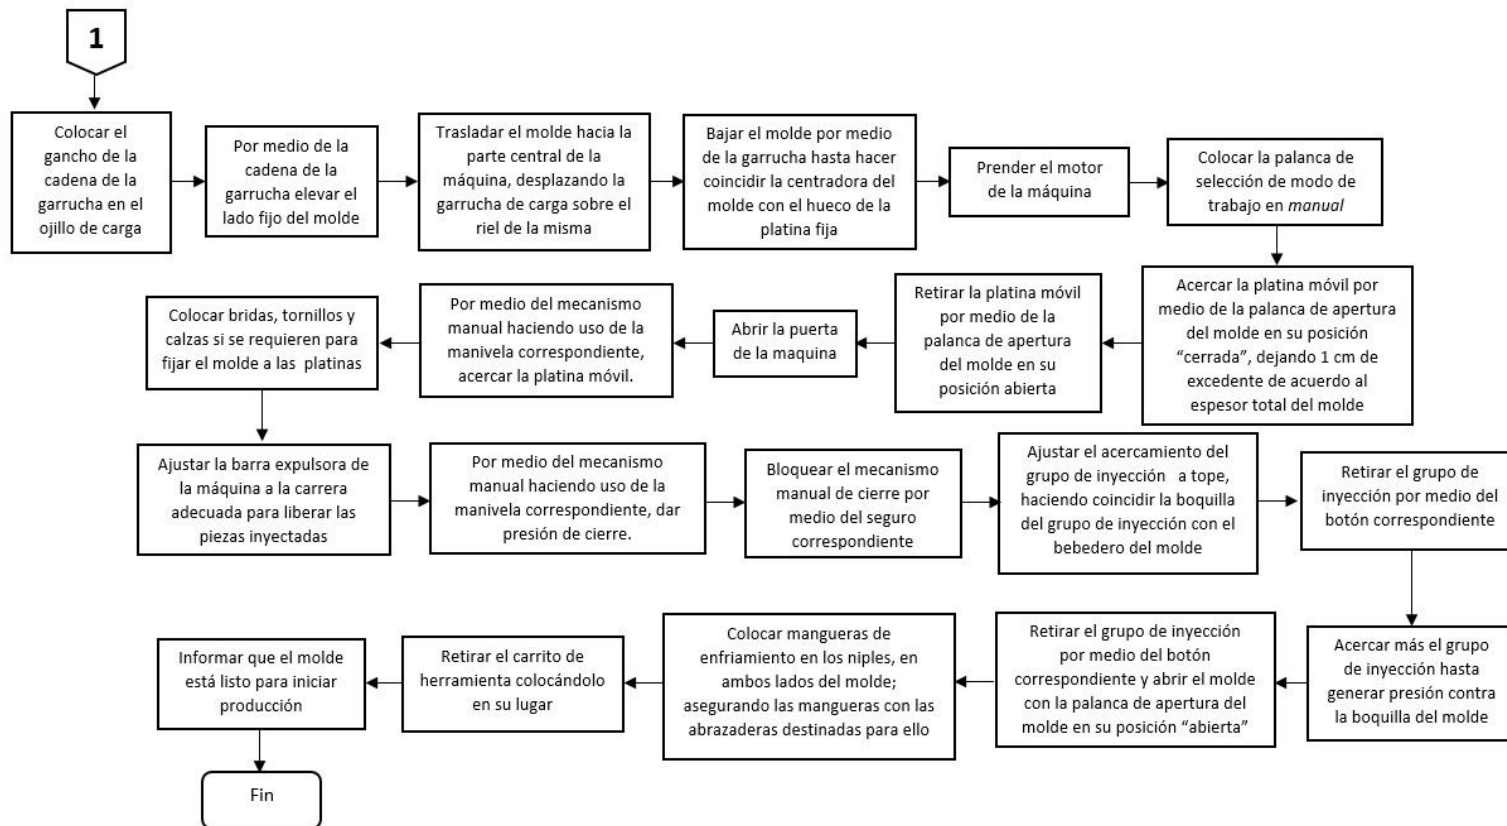 1
Colocar el
gancho de la
cadena de la
garrucha en el
ojillo de carga
Por medio de la
cadena de la
garrucha elevar el
lado fijo del molde
Trasladar el molde hacia la
parte central de la
máquina, desplazando la
garrucha de carga sobre el
riel de la misma
Bajar el molde por medio
de la garrucha hasta hacer
coincidir la centradora del
molde con el hueco de la
platina fija
Prender el motor
de la máquina
Colocar la palanca de
selección de modo de
trabajo en manual
Acercar la platina móvil por
medio de la palanca de apertura
del molde en su posición
“cerrada”, dejando 1 cm de
excedente de acuerdo al
espesor total del molde
Retirar la platina móvil
por medio de la
palanca de apertura
del molde en su
posición abierta
Abrir la puerta
de la maquina
Por medio del mecanismo
manual haciendo uso de la
manivela correspondiente,
acercar la platina móvil.
Colocar bridas, tornillos y
calzas si se requieren para
fijar el molde a las platinas
Ajustar la barra expulsora de
la máquina a la carrera
adecuada para liberar las
piezas inyectadas
Por medio del mecanismo
manual haciendo uso de la
manivela correspondiente, dar
presión de cierre.
Bloquear el mecanismo
manual de cierre por
medio del seguro
correspondiente
Ajustar el acercamiento del
grupo de inyección a tope,
haciendo coincidir la boquilla
del grupo de inyección con el
bebedero del molde
Retirar el grupo de
inyección por medio del
botón correspondiente
Acercar más el grupo
de inyección hasta
generar presión contra
la boquilla del molde
Retirar el grupo de inyección
por medio del botón
correspondiente y abrir el molde
con la palanca de apertura del
molde en su posición “abierta”
Colocar mangueras de
enfriamiento en los niples, en
ambos lados del molde;
asegurando las mangueras con las
abrazaderas destinadas para ello
Retirar el carrito de
herramienta colocándolo
en su lugar
Informar que el molde
está listo para iniciar
producción
Fin